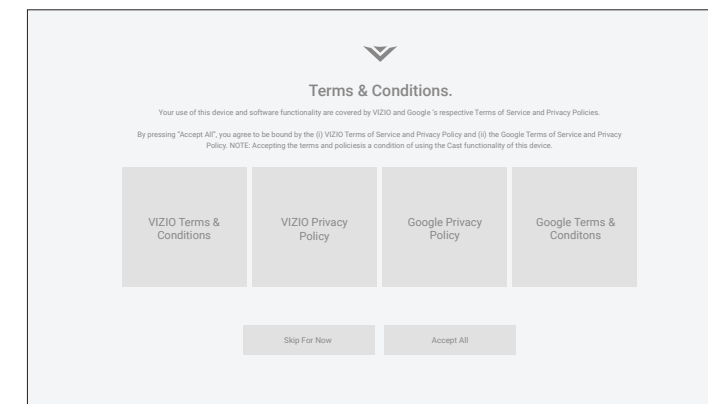 Terms & Conditions.
Your use of this device and software functionality are covered by VIZIO and Google 's respective Terms of Service and Privacy Policies.
By pressing "Accept All", you agree to be bound by the (i) VIZIO Terms of Service and Privacy Policy and (ii) the Google Terms of Service and Privacy
Policy. NOTE: Accepting the terms and policiesis a condition of using the Cast functionality of this device.
VIZIO Terms &
Conditions
VIZIO Privacy
Policy
Google Privacy
Policy
Google Terms &
Conditons
Skip For Now
Accept All